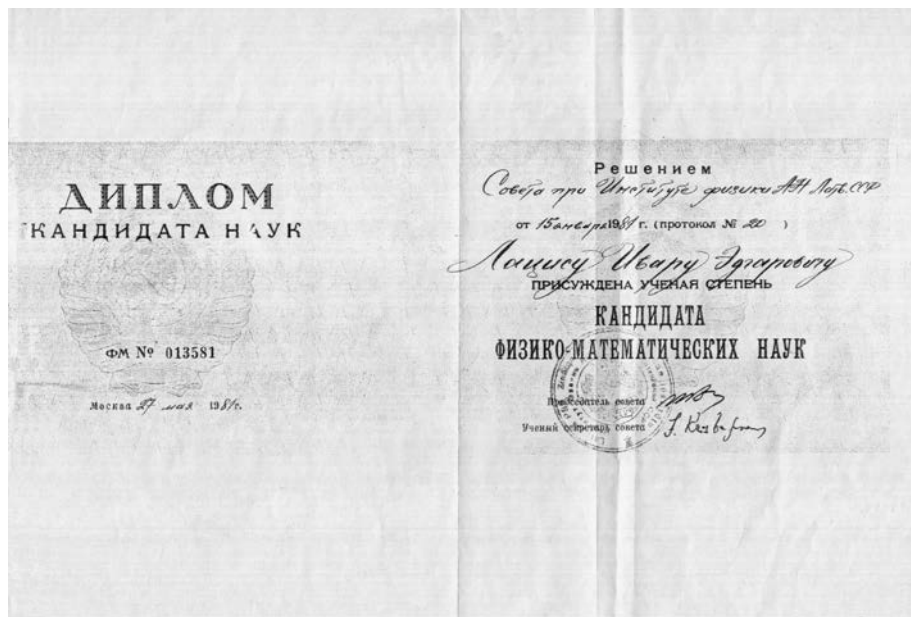 ДИПЛОМ
КАНДИДАТА НАУК
ФМ № 013581
Москва 27 мая 1981г.
Решением
Совета при Институте физики АН Латв.ССР
от 15 января 1981 г. (протокол № 20 )
Лацису Ивару Эдгаровичу
ПРИСУЖДЕНА УЧЕНАЯ СТЕПЕНЬ
КАНДИДАТА
ФИЗИКО-МАТЕМАТИЧЕСКИХ НАУК
Председатель совета
Ученый секретарь совета